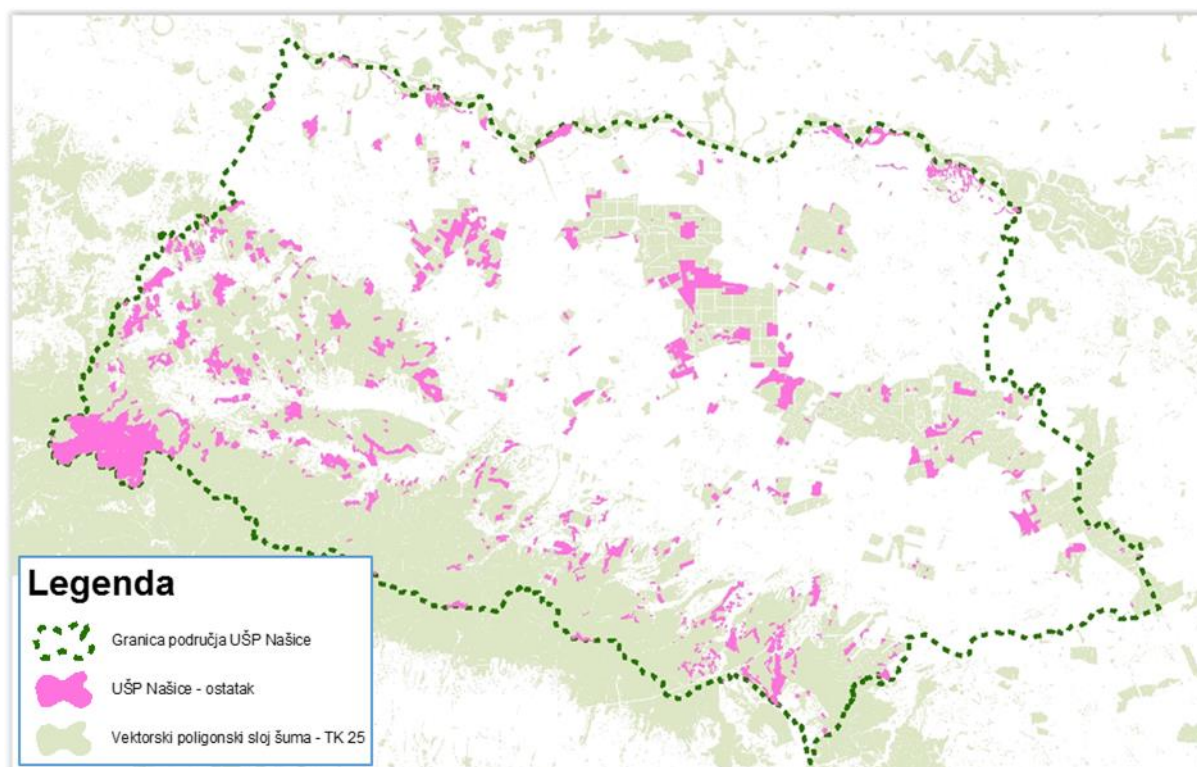 Legenda
Granica područja UŠP Našice
UŠP Našice - ostatak
Vektorski poligonski sloj šuma - TK 25